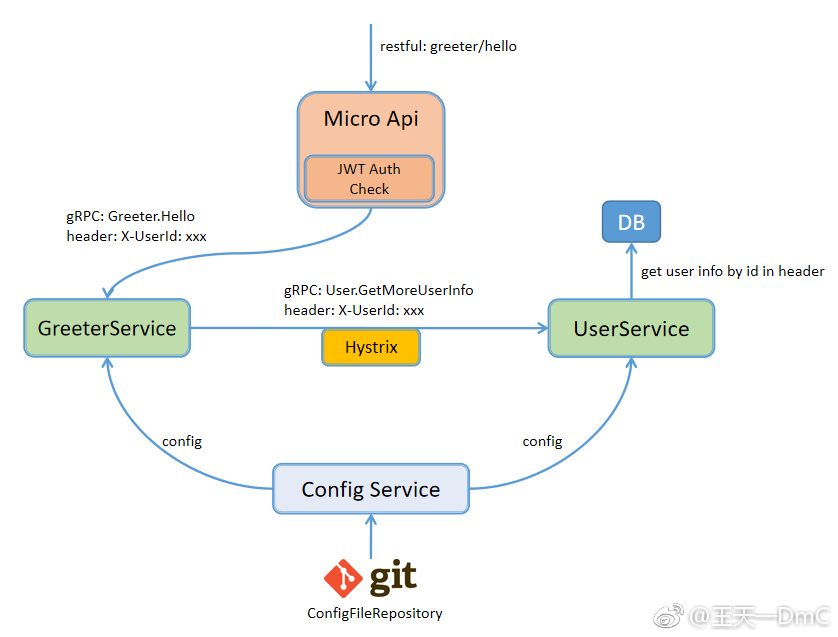 restful: greeter/hello
Micro Api
JWT Auth
Check
gRPC: Greeter.Hello
header: X-UserId: xxx
DB
get user info by id in header
gRPC: User.GetMoreUserInfo
header: X-UserId: xxx
GreeterService
UserService
Hystrix
config
config
Config Service
git
ConfigFileRepository
@王天一DmC